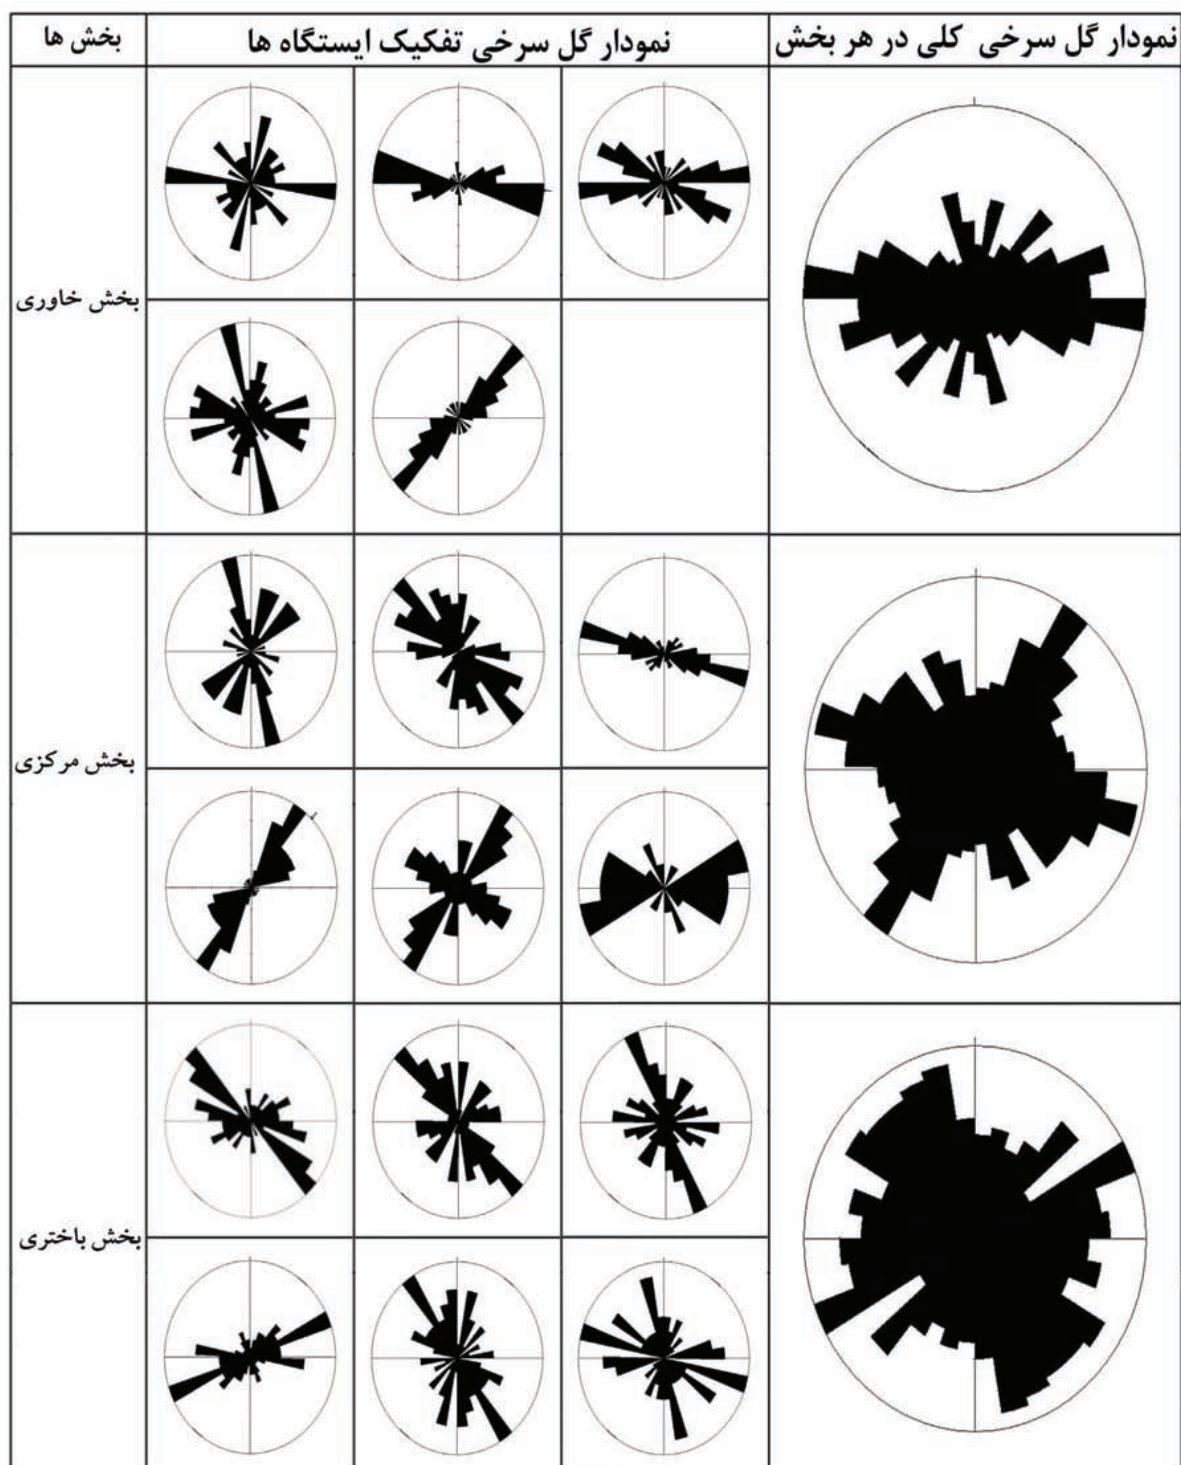 نمودار گل سرخی کلی در هر بخش
نمودار گل سرخی تفکیک ایستگاه ها
بخش ها
بخش خاوری
بخش مرکزی
بخش باختری